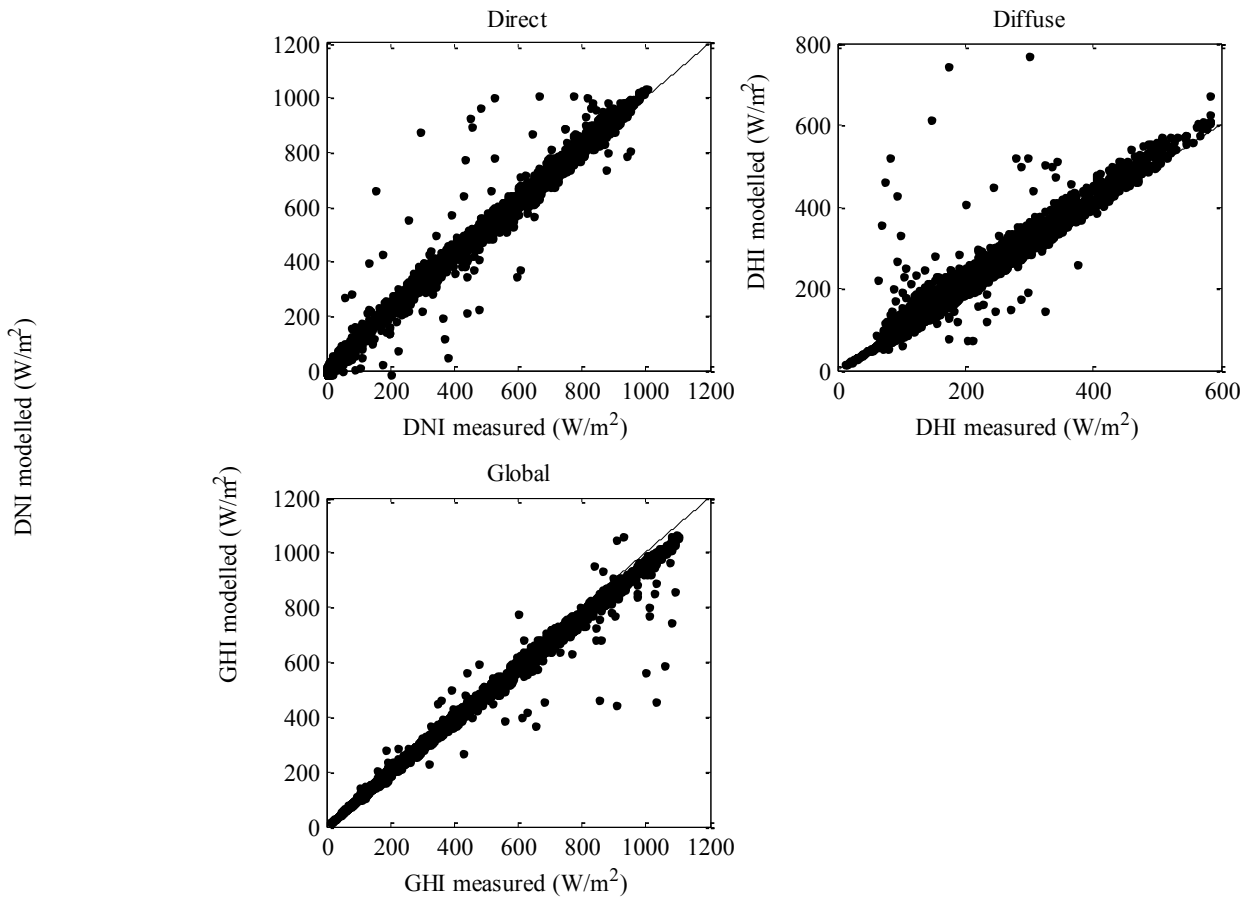 Direct
1200
1000
800
600
400
200
0
0 200 400 600 800 1000 1200
DNI measured (W/m²)
DNI modelled (W/m²)
Diffuse
800
600
400
200
0
0 200 400 600
DHI measured (W/m²)
DHI modelled (W/m²)
Global
1200
1000
800
600
400
200
0
0 200 400 600 800 1000 1200
GHI measured (W/m²)
GHI modelled (W/m²)